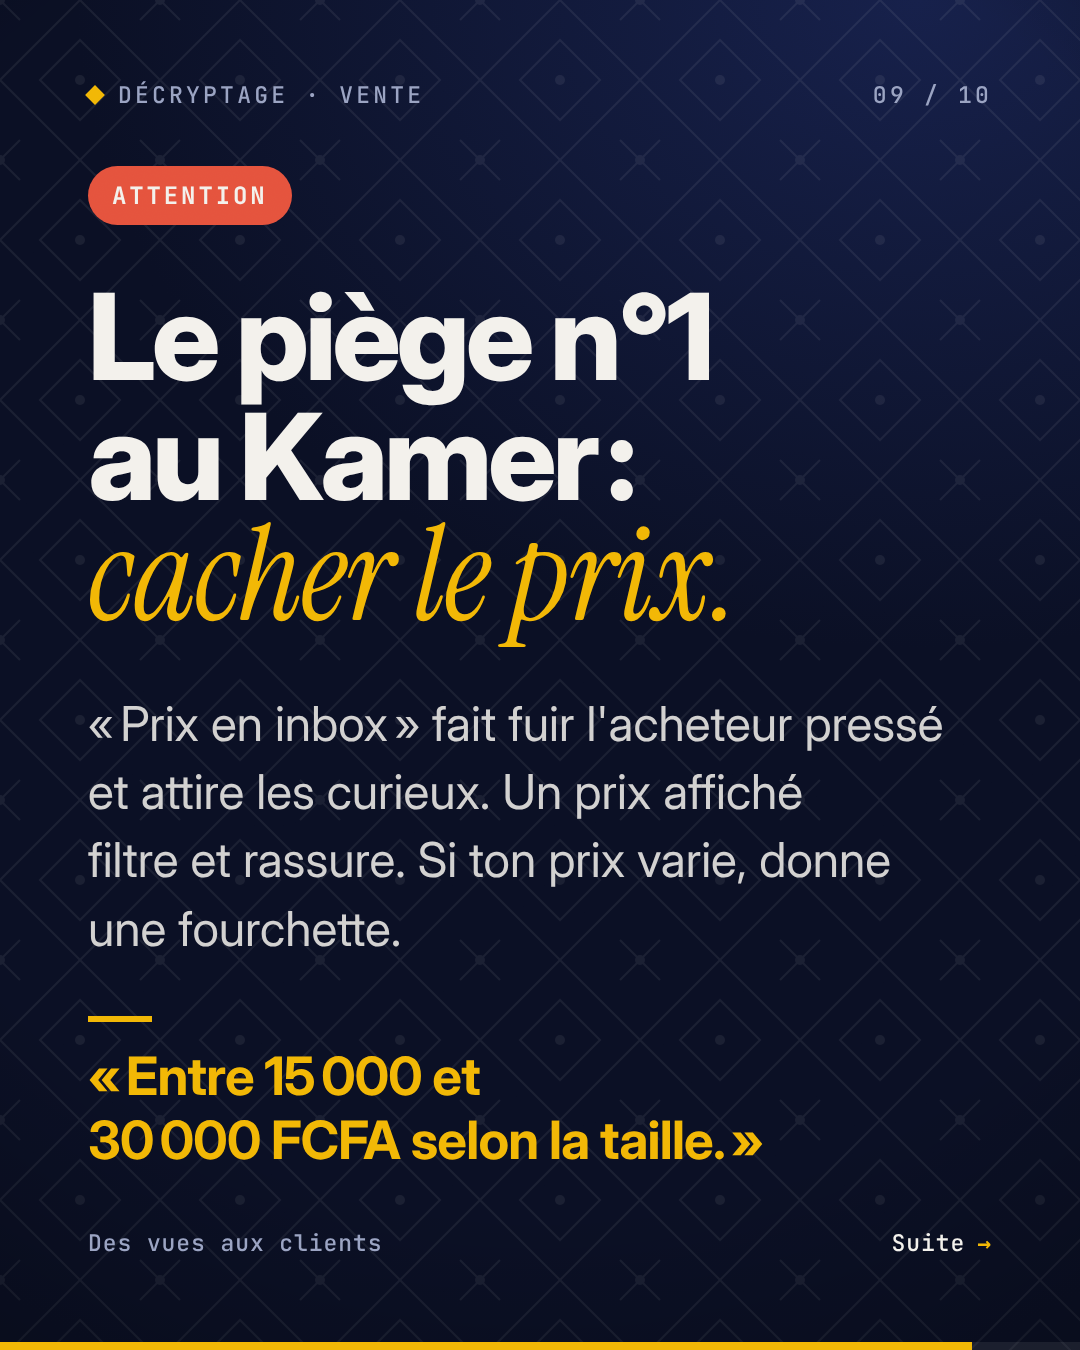 DÉCRYPTAGE · VENTE
09 / 10
ATTENTION
Le piège n°1
au Kamer :
cacher le prix.
« Prix en inbox » fait fuir l'acheteur pressé
et attire les curieux. Un prix affiché
filtre et rassure. Si ton prix varie, donne
une fourchette.
« Entre 15 000 et
30 000 FCFA selon la taille. »
Des vues aux clients
Suite →